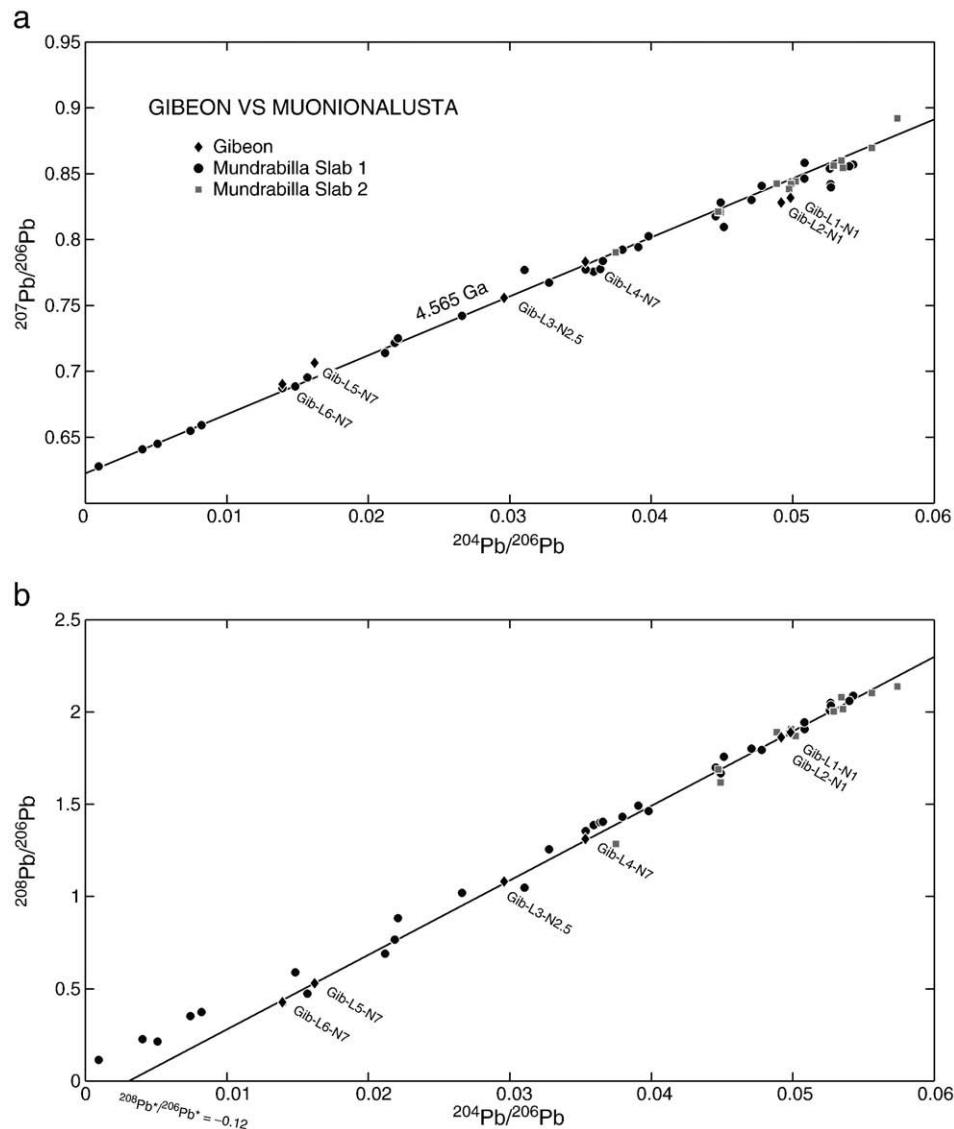 a
0.95
0.9
0.85
0.8
0.75
0.7
0.65
GIBEON VS MUONIONALUSTA
Gibeon
Mundrabilla Slab 1
Mundrabilla Slab 2
4.565 Ga
Gib-L1-N1
Gib-L2-N1
Gib-L4-N7
Gib-L3-N2.5
Gib-L5-N7
Gib-L6-N7
207Pb/206Pb
0 0.01 0.02 0.03 0.04 0.05 0.06
204Pb/206Pb
b
2.5
2
1.5
1
0.5
0
Gib-L1-N1
Gib-L2-N1
Gib-L4-N7
Gib-L3-N2.5
Gib-L5-N7
Gib-L6-N7
208Pb/206Pb
0.01 0.02 0.03 0.04 0.05 0.06
208Pb*/206Pb* = −0.12
204Pb/206Pb